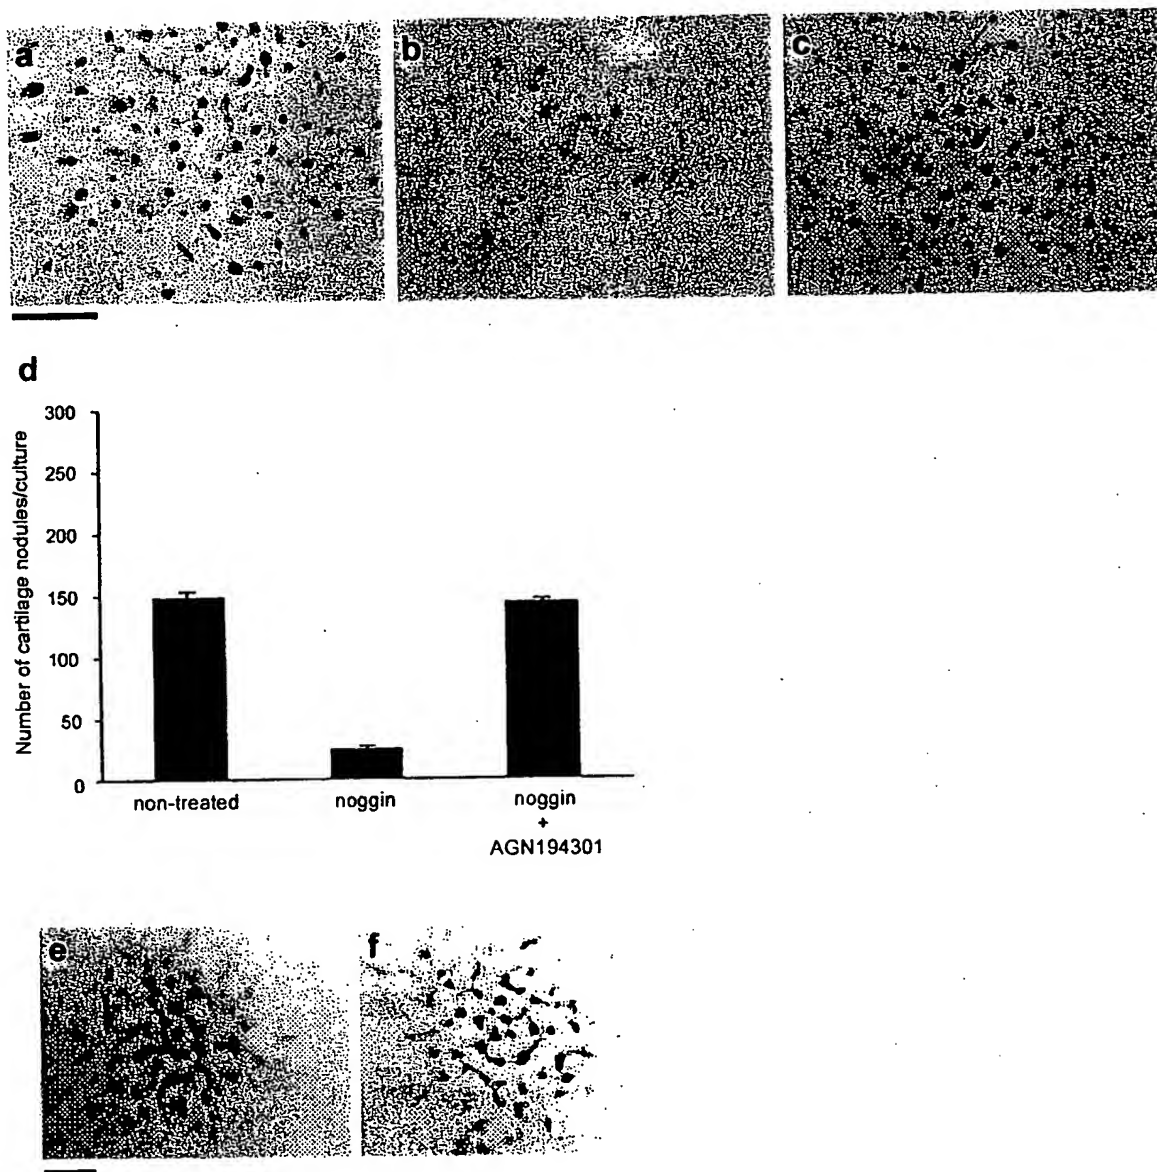 a
b
c
d
Number of cartilage nodules/culture
300
250
200
150
100
50
0
non-treated
noggin
noggin
+
AGN194301
e
f